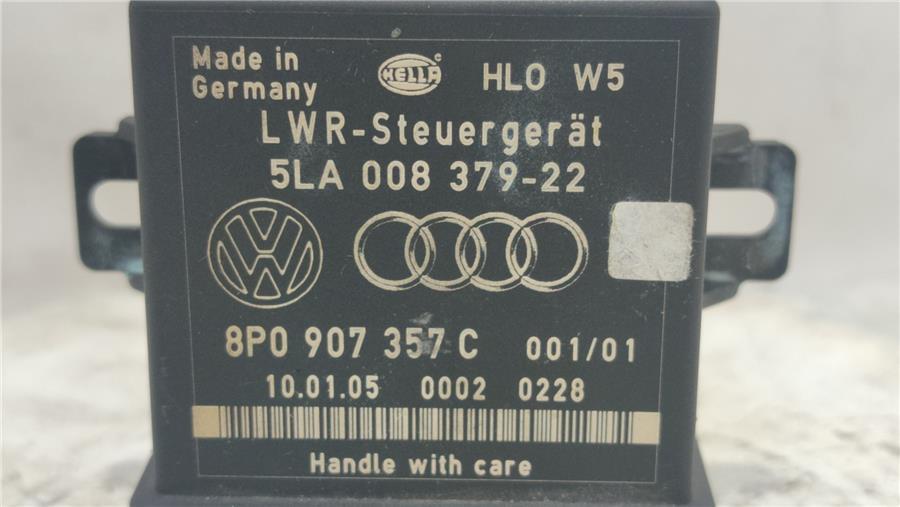 Made in
Germany
HELLA
HLO W5
LWR-Steuergerät
5LA 008 379-22
8P0 907 357 C 001/01
10.01.05 0002 0228
Handle with care